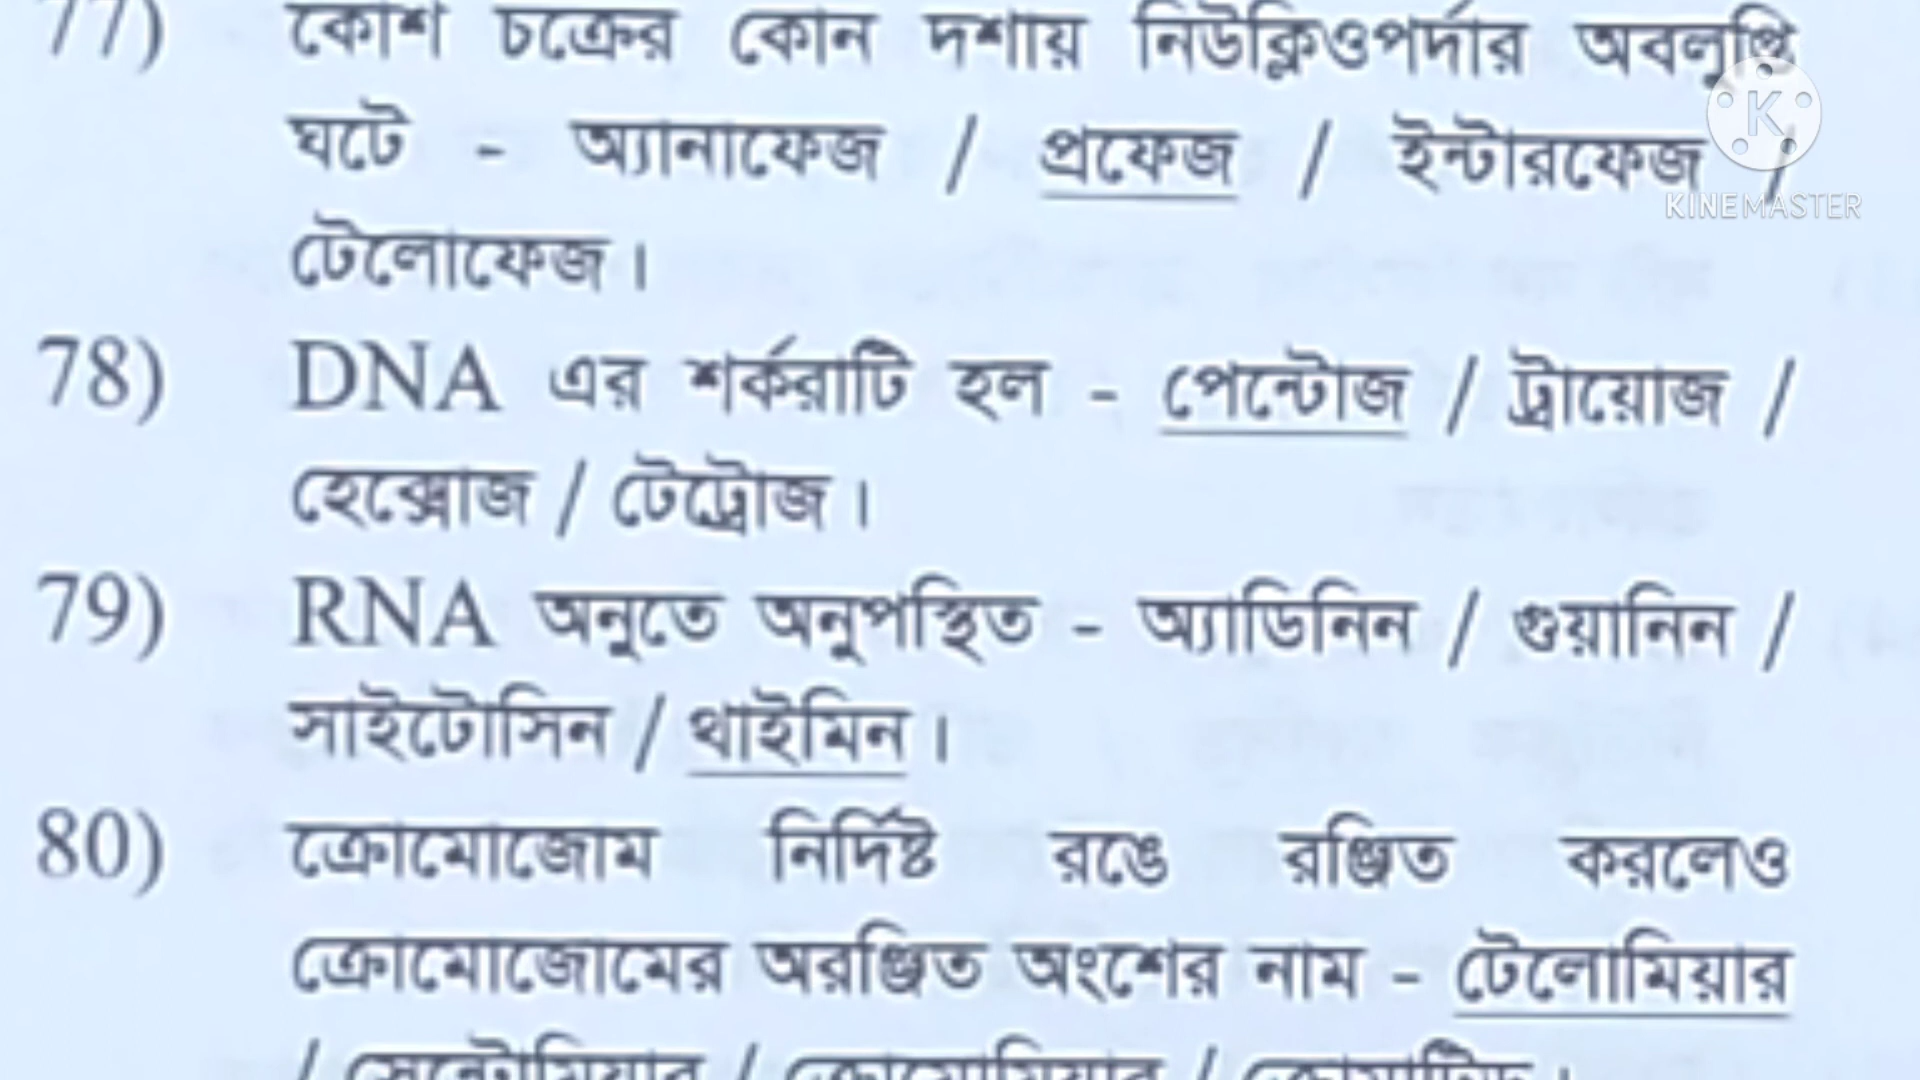 77) কোশ চক্রের কোন দশায় নিউক্লিওপর্দার অবলুপ্তি
ঘটে - অ্যানাফেজ / প্রফেজ / ইন্টারফেজ /
টেলোফেজ।
78) DNA এর শর্করাটি হল - পেন্টোজ / ট্রায়োজ /
হেক্সোজ / টেট্রোজ।
79) RNA অনুতে অনুপস্থিত - অ্যাডিনিন / গুয়ানিন /
সাইটোসিন / থাইমিন।
80) ক্রোমোজোম নির্দিষ্ট রঙে রঞ্জিত করলেও
ক্রোমোজোমের অরঞ্জিত অংশের নাম - টেলোমিয়ার
/ সেন্ট্রোমিয়ার / ক্রোমোমিয়ার / ক্রোমাটিড।
K
KINEMASTER